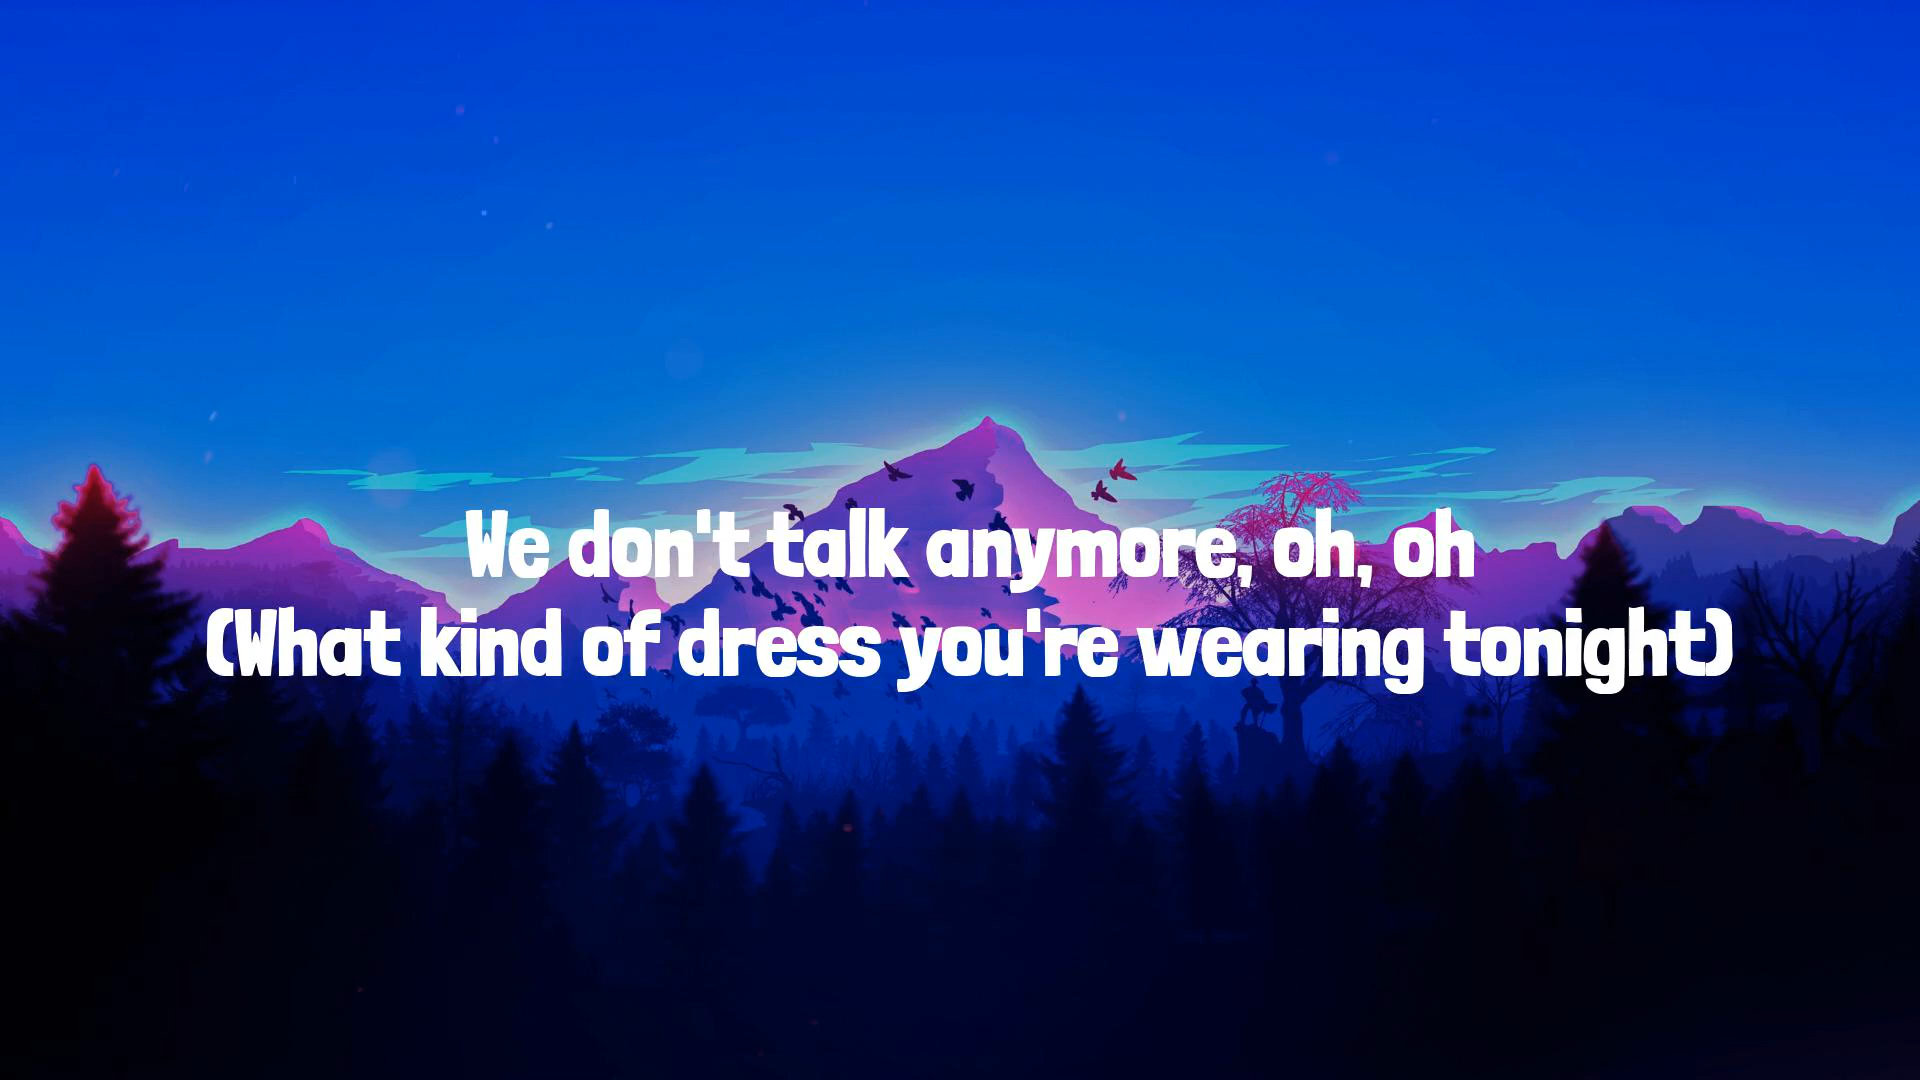 We don't talk anymore, oh, oh
(What kind of dress you're wearing tonight)